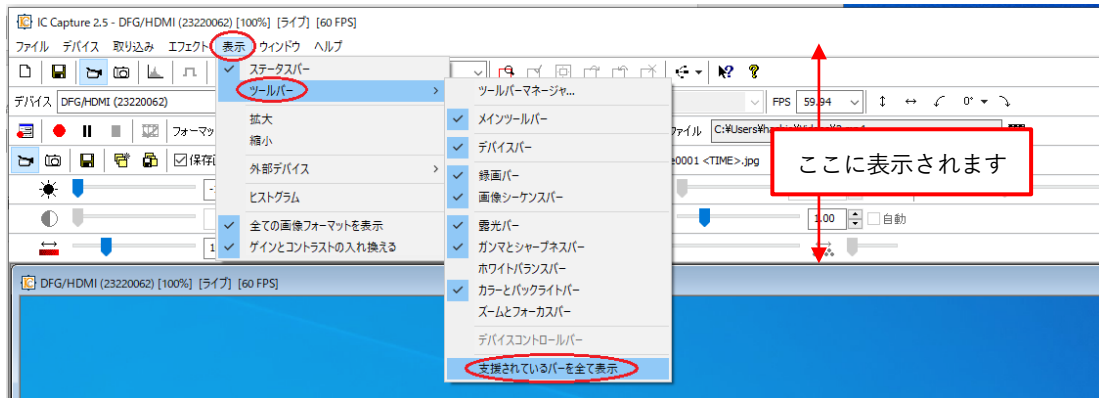 IC Capture 2.5 - DFG/HDMI (23220062) [100%] [ライブ] [60 FPS]
ファイル デバイス 取り込み エフェクト 表示 ウィンドウ ヘルプ
デバイス DFG/HDMI (23220062)
FPS 59.94
0°
フォーマッ
ファイル
e0001 <TIME>.jpg
1.00 自動
ステータスバー
ツールバー
拡大
縮小
外部デバイス
ヒストグラム
全ての画像フォーマットを表示
ゲインとコントラストの入れ換える
ツールバーマネージャ...
メインツールバー
デバイスバー
録画バー
画像シーケンスバー
露光バー
ガンマとシャープネスバー
ホワイトバランスバー
カラーとバックライトバー
ズームとフォーカスバー
デバイスコントロールバー
支援されているバーを全て表示
ここに表示されます
DFG/HDMI (23220062) [100%] [ライブ] [60 FPS]